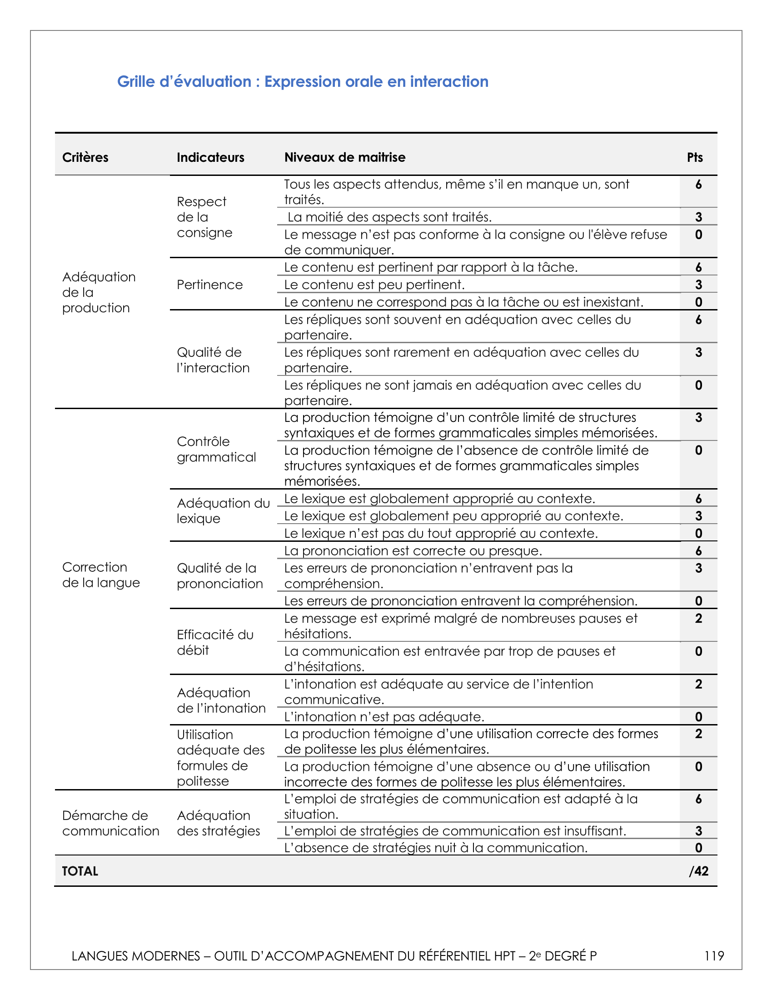 Grille d’évaluation : Expression orale en interaction
Critères Indicateurs Niveaux de maitrise Pts
Adéquation
de la
production
Respect
de la
consigne
Tous les aspects attendus, même s’il en manque un, sont
traités.
6
La moitié des aspects sont traités. 3
Le message n’est pas conforme à la consigne ou l'élève refuse
de communiquer.
0
Pertinence
Le contenu est pertinent par rapport à la tâche. 6
Le contenu est peu pertinent. 3
Le contenu ne correspond pas à la tâche ou est inexistant. 0
Qualité de
l’interaction
Les répliques sont souvent en adéquation avec celles du
partenaire.
6
Les répliques sont rarement en adéquation avec celles du
partenaire.
3
Les répliques ne sont jamais en adéquation avec celles du
partenaire.
0
Correction
de la langue
Contrôle
grammatical
La production témoigne d’un contrôle limité de structures
syntaxiques et de formes grammaticales simples mémorisées.
3
La production témoigne de l’absence de contrôle limité de
structures syntaxiques et de formes grammaticales simples
mémorisées.
0
Adéquation du
lexique
Le lexique est globalement approprié au contexte. 6
Le lexique est globalement peu approprié au contexte. 3
Le lexique n’est pas du tout approprié au contexte. 0
Qualité de la
prononciation
La prononciation est correcte ou presque. 6
Les erreurs de prononciation n’entravent pas la
compréhension.
3
Les erreurs de prononciation entravent la compréhension. 0
Efficacité du
débit
Le message est exprimé malgré de nombreuses pauses et
hésitations.
2
La communication est entravée par trop de pauses et
d’hésitations.
0
Adéquation
de l’intonation
L’intonation est adéquate au service de l’intention
communicative.
2
L’intonation n’est pas adéquate. 0
Utilisation
adéquate des
formules de
politesse
La production témoigne d’une utilisation correcte des formes
de politesse les plus élémentaires.
2
La production témoigne d’une absence ou d’une utilisation
incorrecte des formes de politesse les plus élémentaires.
0
Démarche de
communication
Adéquation
des stratégies
L’emploi de stratégies de communication est adapté à la
situation.
6
L’emploi de stratégies de communication est insuffisant. 3
L’absence de stratégies nuit à la communication. 0
TOTAL /42
LANGUES MODERNES – OUTIL D’ACCOMPAGNEMENT DU RÉFÉRENTIEL HPT – 2e DEGRÉ P 119